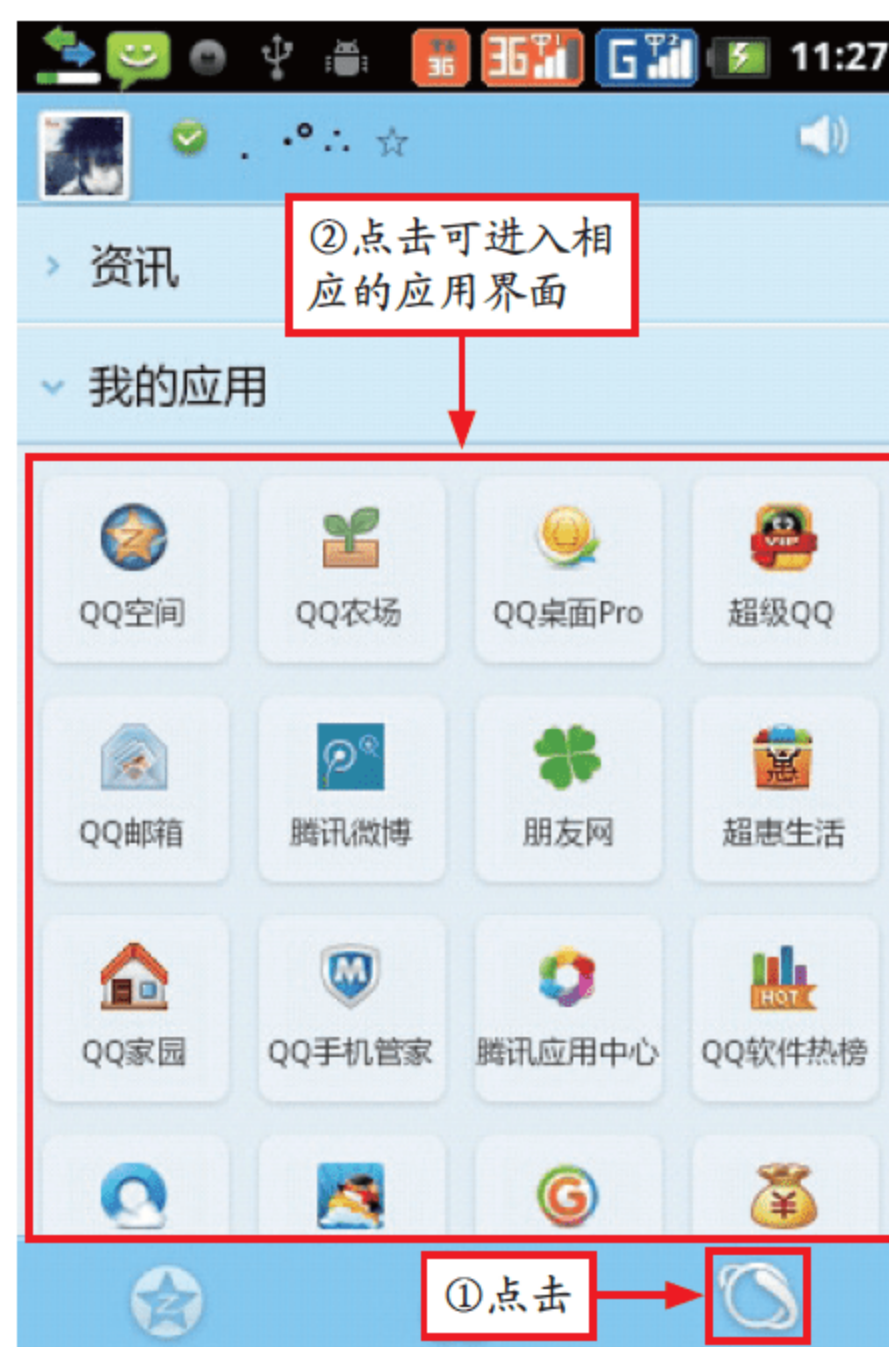 3G 3G 1 G 2 11:27
资讯
②点击可进入相
应的应用界面
我的应用
QQ空间 QQ农场 QQ桌面Pro 超级QQ
QQ邮箱 腾讯微博 朋友网 超惠生活
QQ家园 QQ手机管家 腾讯应用中心 QQ软件热榜
①点击